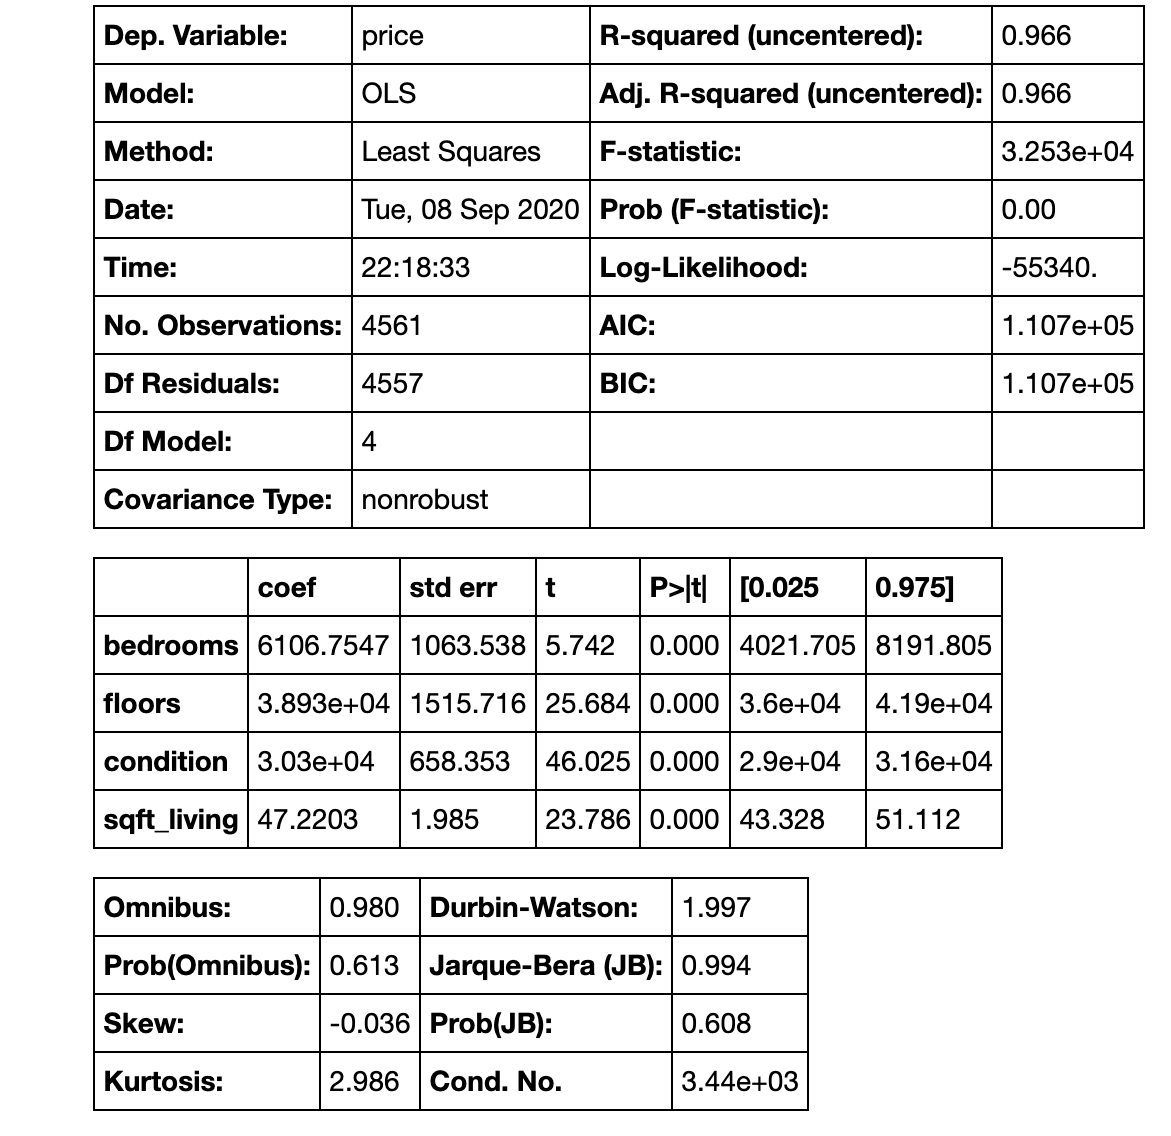 Dep. Variable: price R-squared (uncentered): 0.966
Model: OLS Adj. R-squared (uncentered): 0.966
Method: Least Squares F-statistic: 3.253e+04
Date: Tue, 08 Sep 2020 Prob (F-statistic): 0.00
Time: 22:18:33 Log-Likelihood: -55340.
No. Observations: 4561 AIC: 1.107e+05
Df Residuals: 4557 BIC: 1.107e+05
Df Model: 4
Covariance Type: nonrobust
coef std err t P>|t| [0.025 0.975]
bedrooms 6106.7547 1063.538 5.742 0.000 4021.705 8191.805
floors 3.893e+04 1515.716 25.684 0.000 3.6e+04 4.19e+04
condition 3.03e+04 658.353 46.025 0.000 2.9e+04 3.16e+04
sqft_living 47.2203 1.985 23.786 0.000 43.328 51.112
Omnibus: 0.980 Durbin-Watson: 1.997
Prob(Omnibus): 0.613 Jarque-Bera (JB): 0.994
Skew: -0.036 Prob(JB): 0.608
Kurtosis: 2.986 Cond. No. 3.44e+03